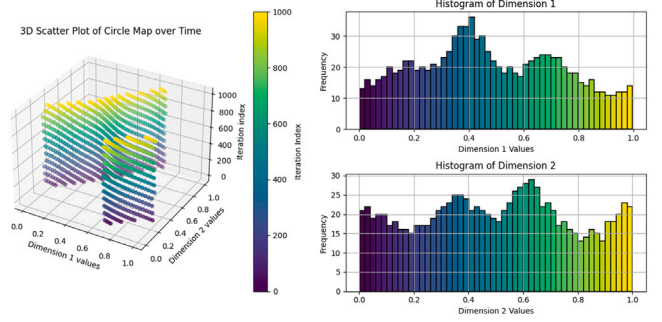 3D Scatter Plot of Circle Map over Time
1000
800
600
400
200
0
Iteration index
0.0
0.2
0.4
0.6
0.8
1.0
Dimension 1 values
0.0
0.2
0.4
0.6
0.8
1.0
Dimension 2 values
1000
800
600
400
200
0
Iteration Index
Histogram of Dimension 1
30
20
10
0
Frequency
0.0 0.2 0.4 0.6 0.8 1.0
Dimension 1 Values
Histogram of Dimension 2
30
25
20
15
10
5
0
Frequency
0.0 0.2 0.4 0.6 0.8 1.0
Dimension 2 Values